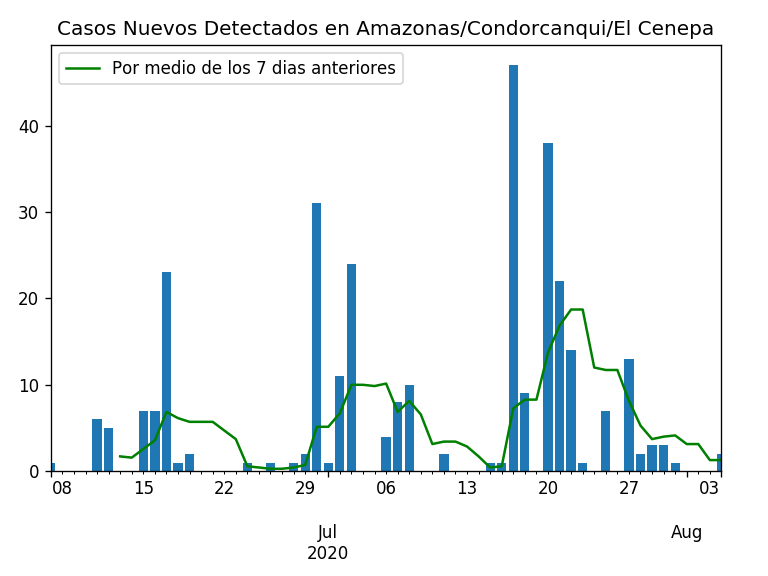 Casos Nuevos Detectados en Amazonas/Condorcanqui/El Cenepa
Por medio de los 7 dias anteriores
40
30
20
10
0
08 15 22 29 06 13 20 27 03
Jul Aug
2020